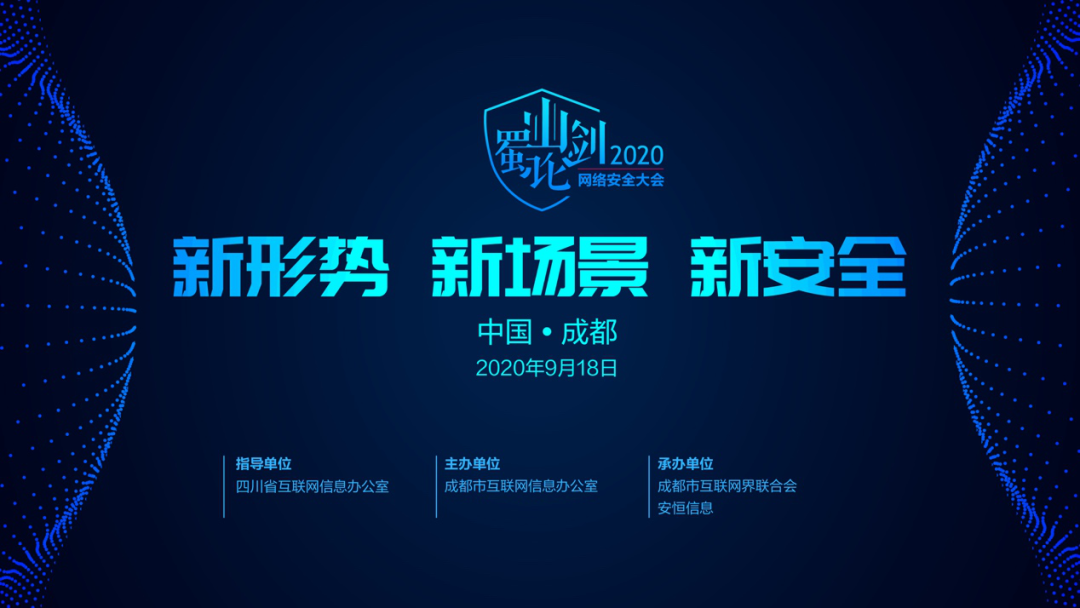 蜀山论剑2020
网络安全大会
新形势 新场景 新安全
中国·成都
2020年9月18日
指导单位
四川省互联网信息办公室
主办单位
成都市互联网信息办公室
承办单位
成都市互联网界联合会
安恒信息